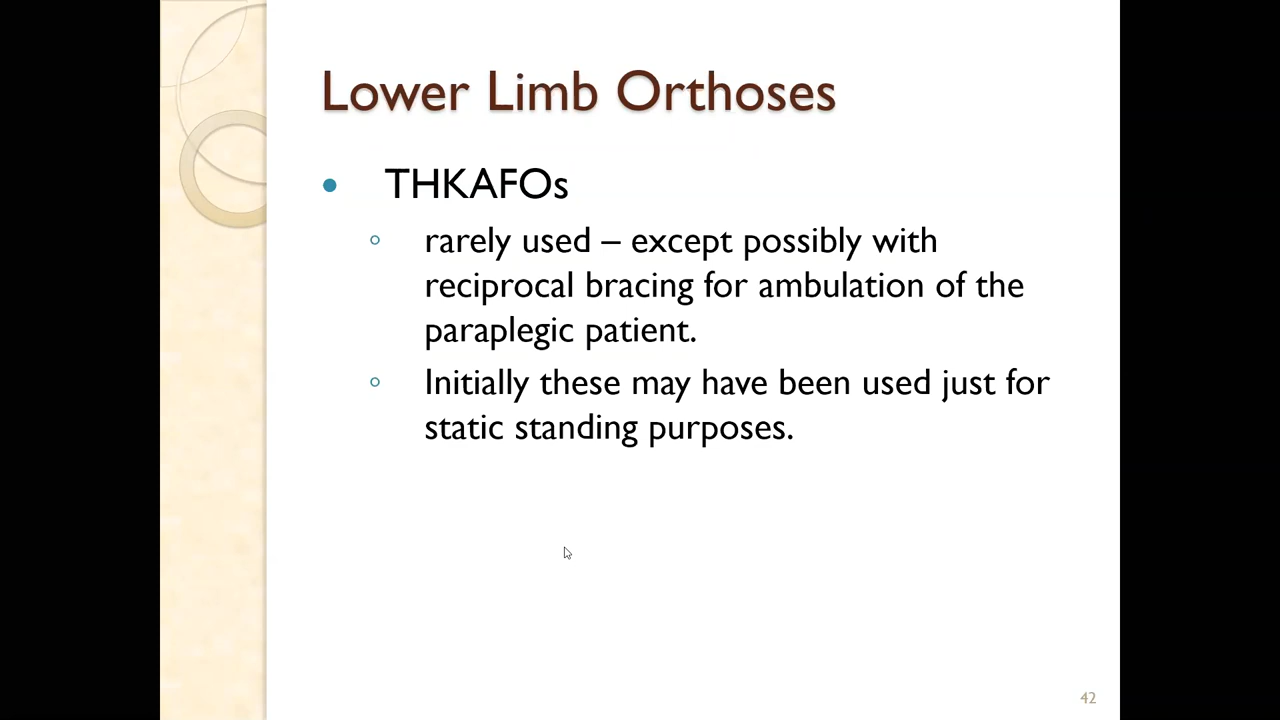 Lower Limb Orthoses
• THKAFOs
◦ rarely used – except possibly with
reciprocal bracing for ambulation of the
paraplegic patient.
◦ Initially these may have been used just for
static standing purposes.
42